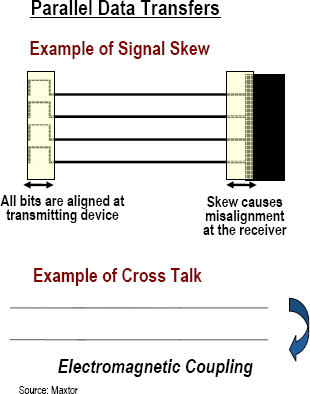 Parallel Data Transfers
Example of Signal Skew
All bits are aligned at
transmitting device
Skew causes
misalignment
at the receiver
Example of Cross Talk
Electromagnetic Coupling
Source: Maxtor